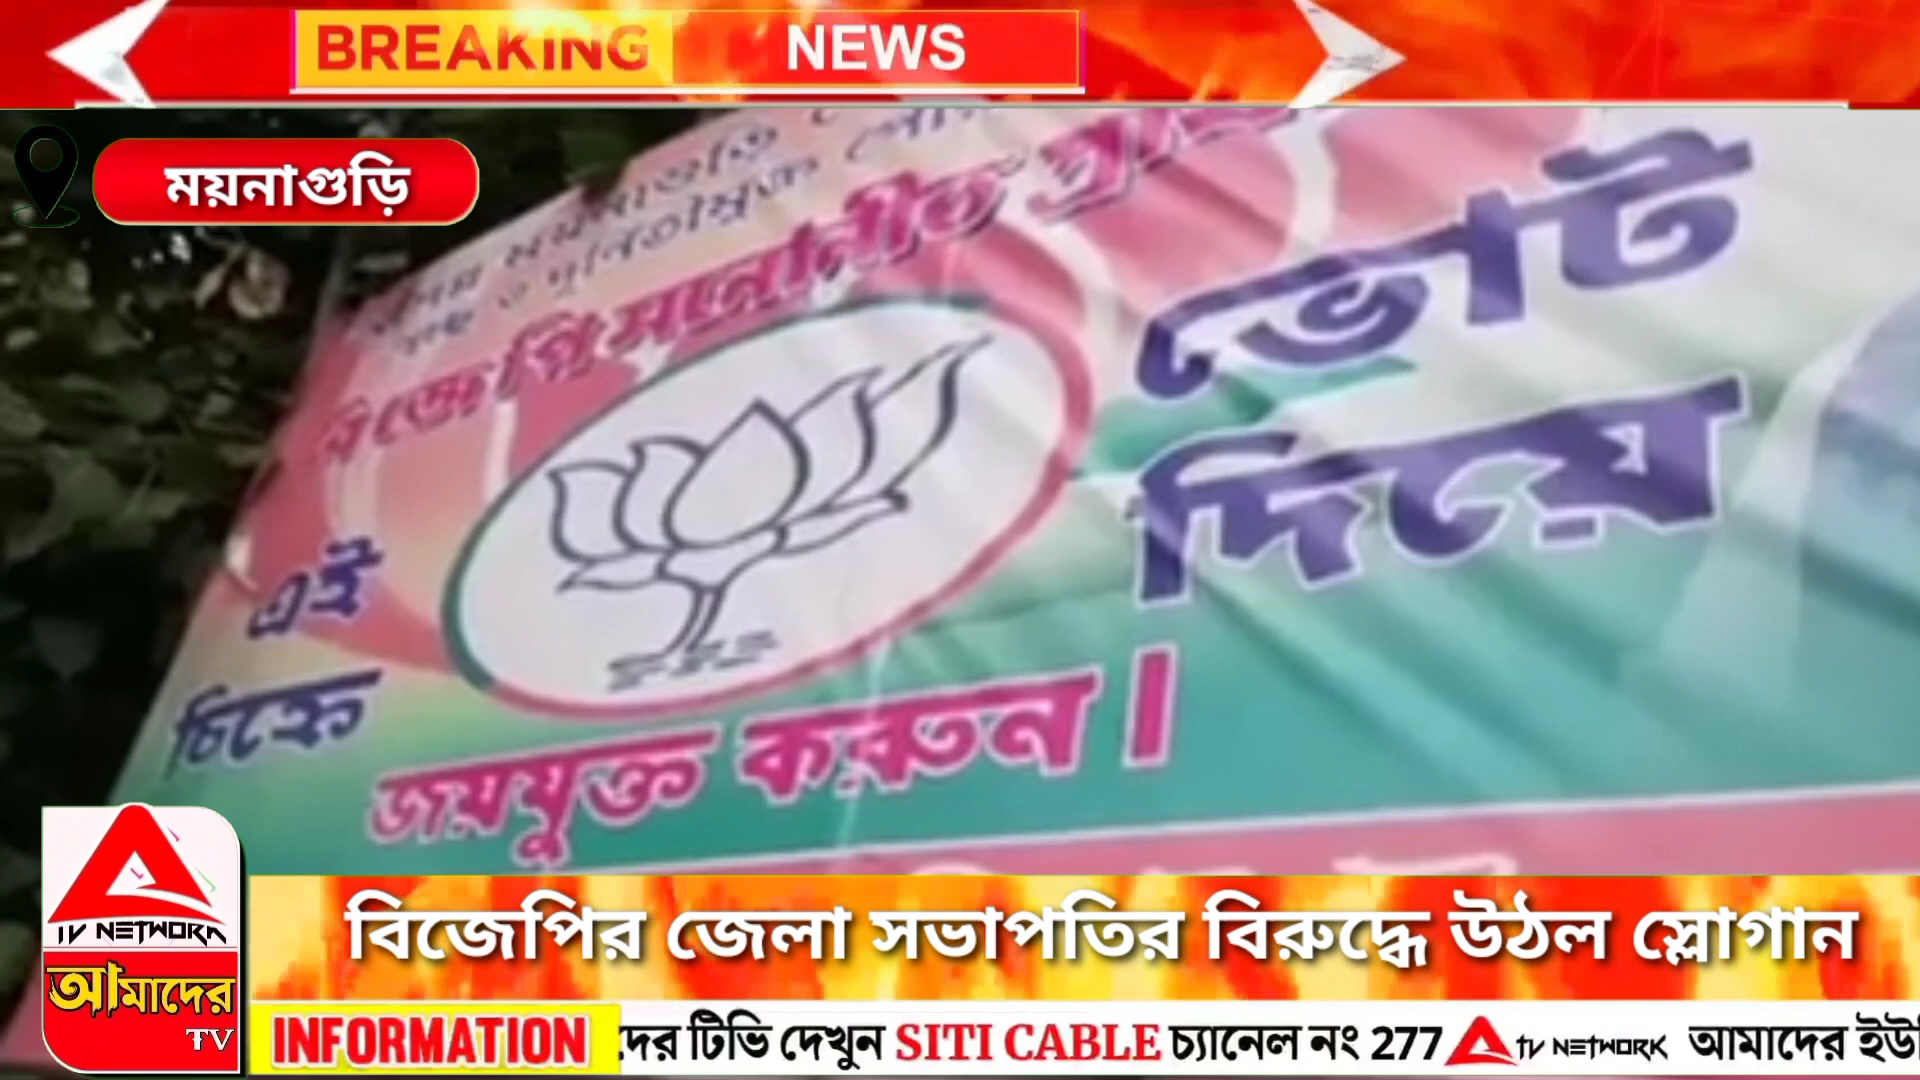 BREAKING NEWS
ময়নাগুড়ি
বিজেপি মনোনীত
ভোট
দিয়ে
এই
চিহ্নে
জয়যুক্ত করুন।
বিজেপির জেলা সভাপতির বিরুদ্ধে উঠল স্লোগান
TV NETWORK
আমাদের
TV
INFORMATION দের টিভি দেখুন SITI CABLE চ্যানেল নং 277 TV NETWORK আমাদের